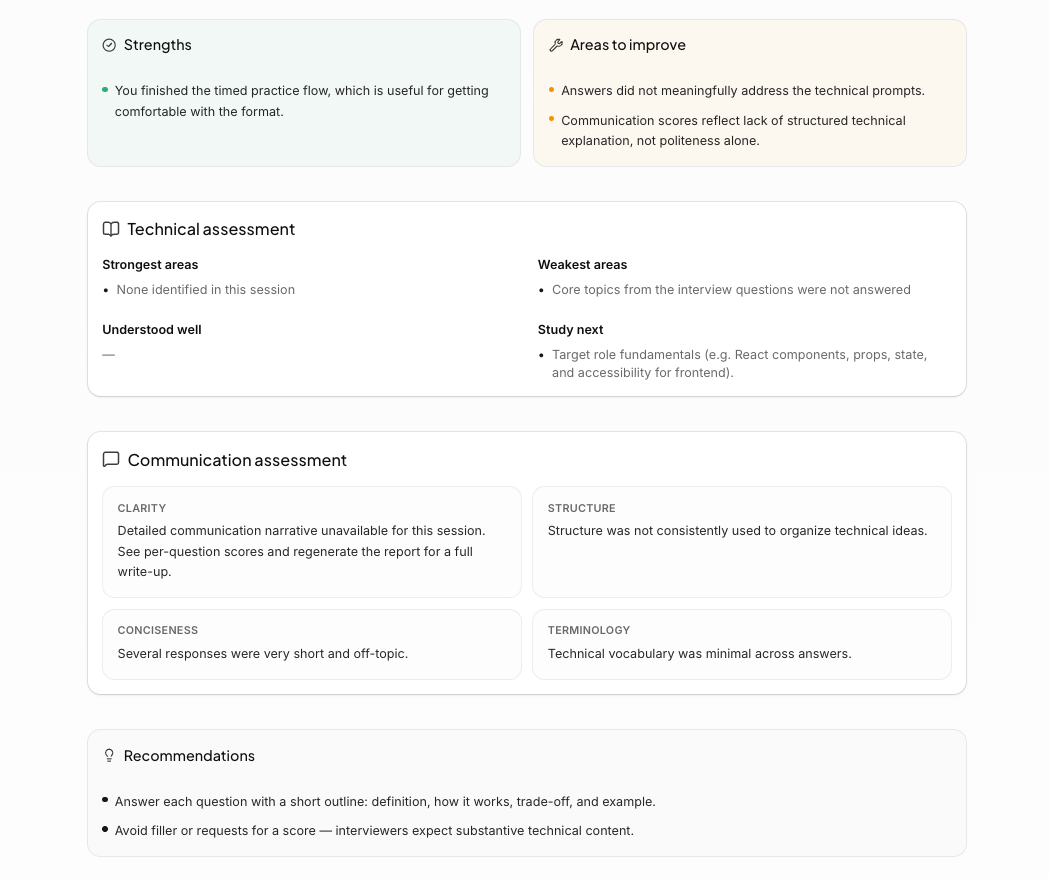 Strengths
You finished the timed practice flow, which is useful for getting
comfortable with the format.
Areas to improve
Answers did not meaningfully address the technical prompts.
Communication scores reflect lack of structured technical
explanation, not politeness alone.
Technical assessment
Strongest areas
None identified in this session
Weakest areas
Core topics from the interview questions were not answered
Understood well
—
Study next
Target role fundamentals (e.g. React components, props, state,
and accessibility for frontend).
Communication assessment
CLARITY
Detailed communication narrative unavailable for this session.
See per-question scores and regenerate the report for a full
write-up.
STRUCTURE
Structure was not consistently used to organize technical ideas.
CONCISENESS
Several responses were very short and off-topic.
TERMINOLOGY
Technical vocabulary was minimal across answers.
Recommendations
Answer each question with a short outline: definition, how it works, trade-off, and example.
Avoid filler or requests for a score — interviewers expect substantive technical content.